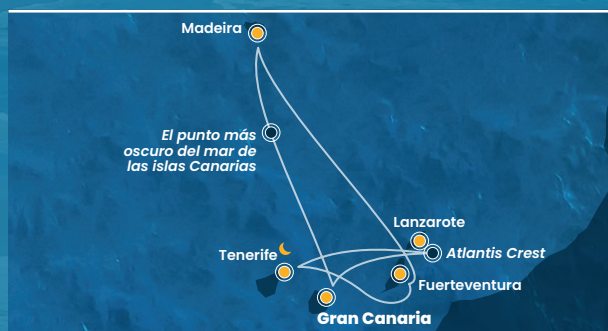 Madeira
El punto más
oscuro del mar de
las islas Canarias
Lanzarote
Atlantis Crest
Tenerife
Fuerteventura
Gran Canaria